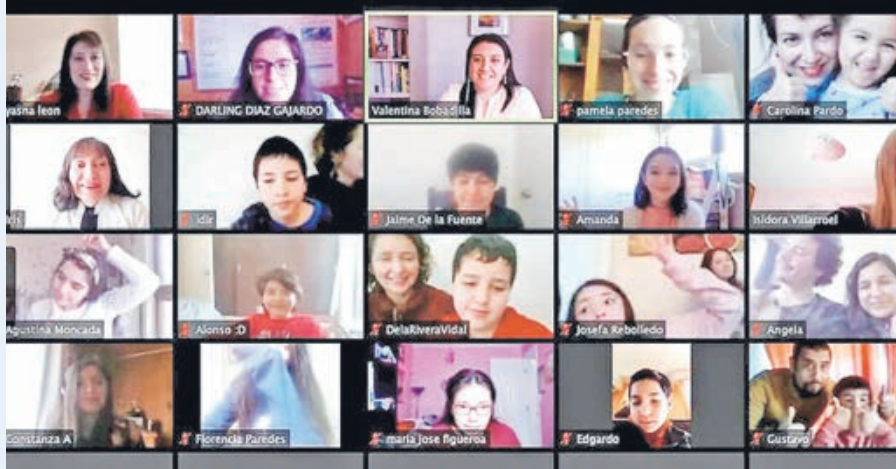 yasna leon
DARLING DIAZ GAJARDO
Valentina Bobadilla
pamela paredes
Carolina Pardo
idir
Jaime De la Fuente
Amanda
Isidora Villarroel
Agustina Moncada
Alonso :D
DelaRiveraVidal
Josefa Rebolledo
Angela
Constanza A
Florencia Paredes
maria jose figueroa
Edgardo
Gustavo